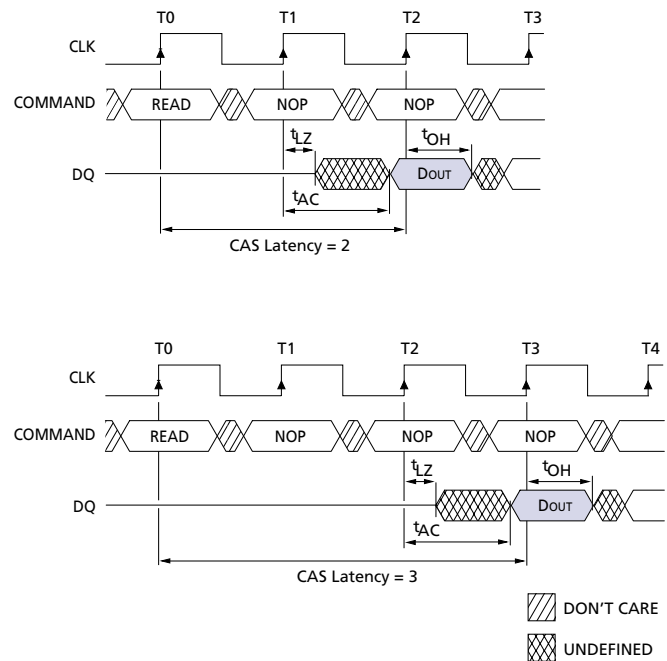 T0 T1 T2 T3
CLK
COMMAND READ NOP NOP
tLZ tOH
DQ DOUT
tAC
CAS Latency = 2
T0 T1 T2 T3 T4
CLK
COMMAND READ NOP NOP NOP
tLZ tOH
DQ DOUT
tAC
CAS Latency = 3
DON'T CARE
UNDEFINED